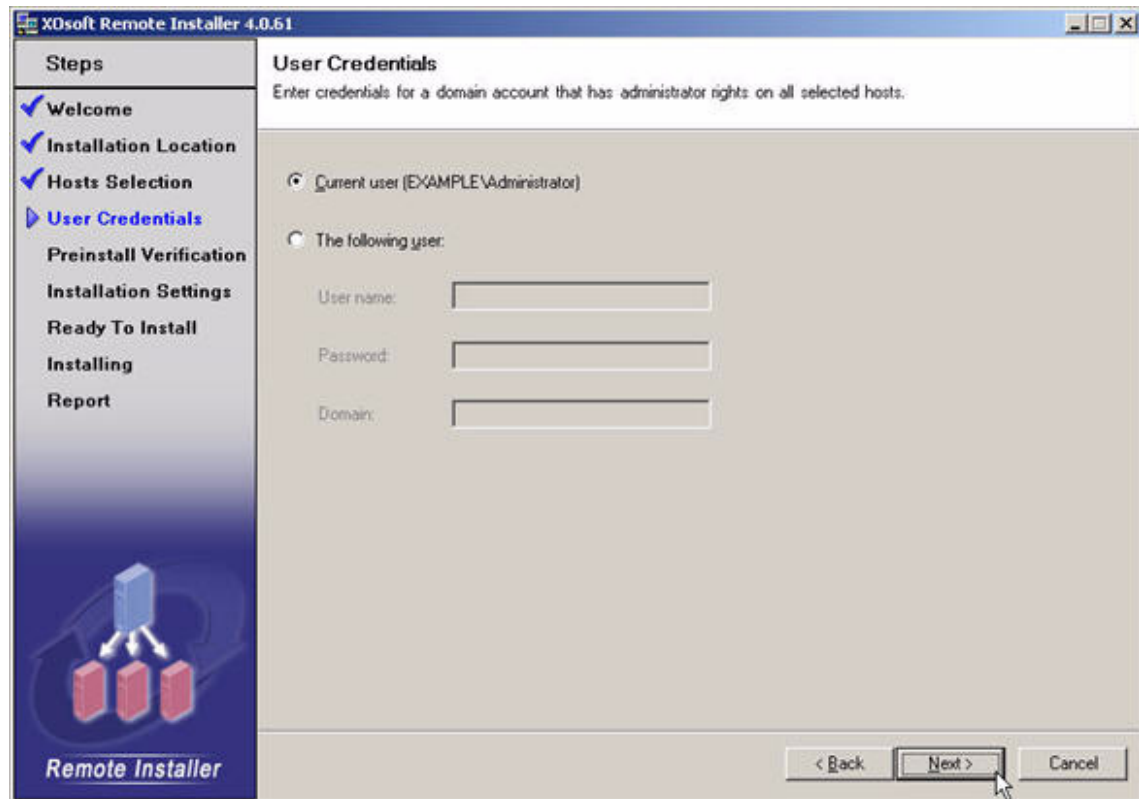 XOsoft Remote Installer 4.0.61
Steps
Welcome
Installation Location
Hosts Selection
User Credentials
Preinstall Verification
Installation Settings
Ready To Install
Installing
Report
Remote Installer
User Credentials
Enter credentials for a domain account that has administrator rights on all selected hosts.
Current user (EXAMPLE\Administrator)
The following user:
User name:
Password:
Domain:
< Back
Next >
Cancel